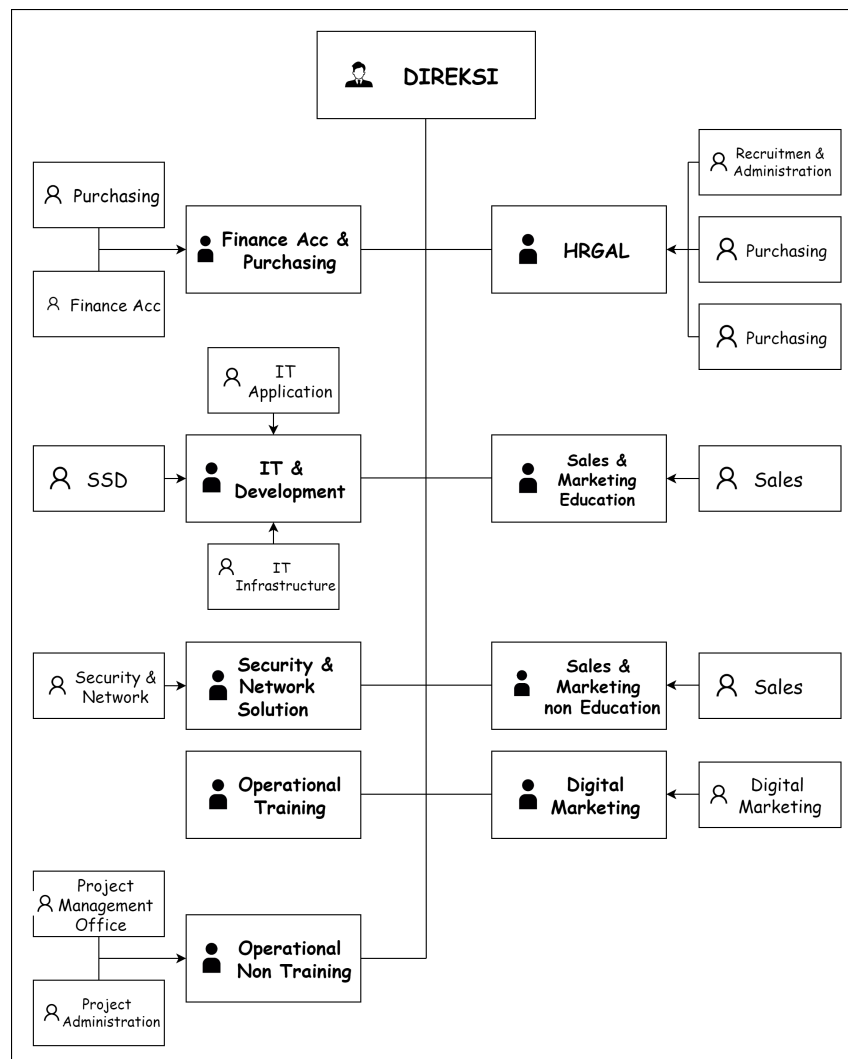 DIREKSI
Purchasing
Finance Acc
Finance Acc &
Purchasing
HRGAL
Recruitmen &
Administration
Purchasing
Purchasing
IT
Application
SSD
IT &
Development
IT
Infrastructure
Sales &
Marketing
Education
Sales
Security &
Network
Security &
Network
Solution
Sales &
Marketing
non Education
Sales
Operational
Training
Digital
Marketing
Digital
Marketing
Project
Management
Office
Project
Administration
Operational
Non Training